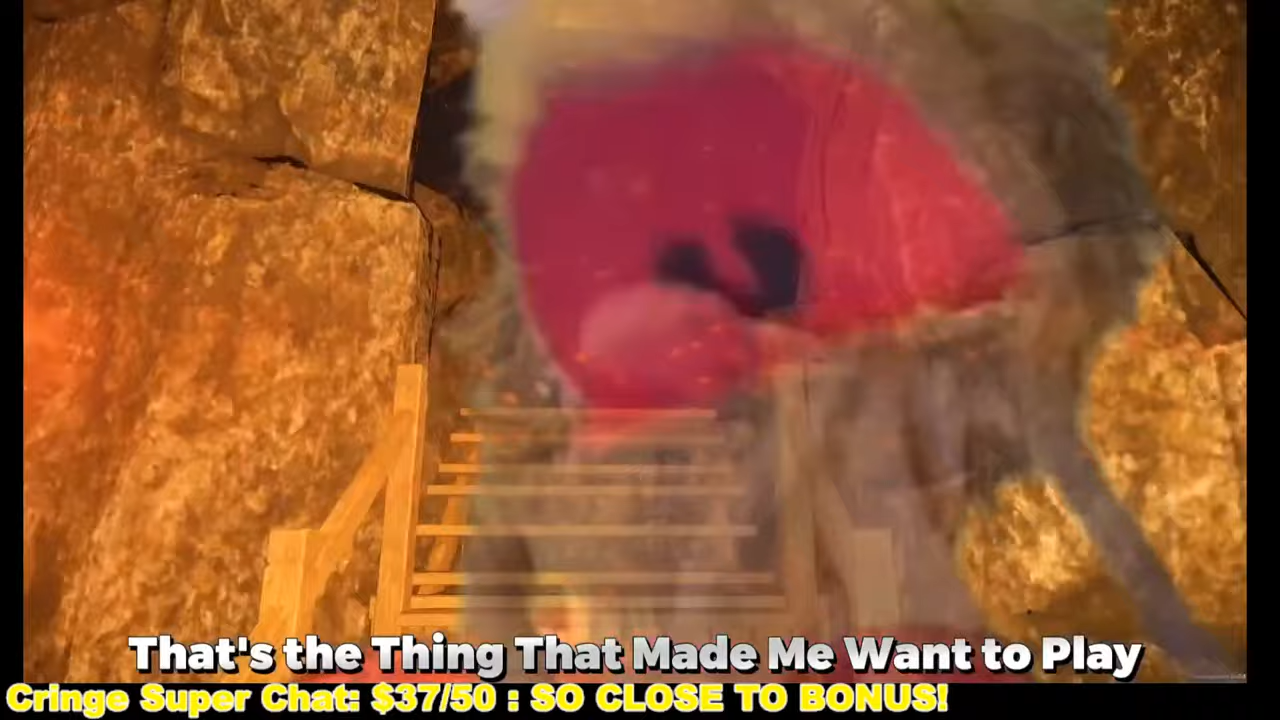 That's the Thing That Made Me Want to Play
Cringe Super Chat: $37/50 : SO CLOSE TO BONUS!